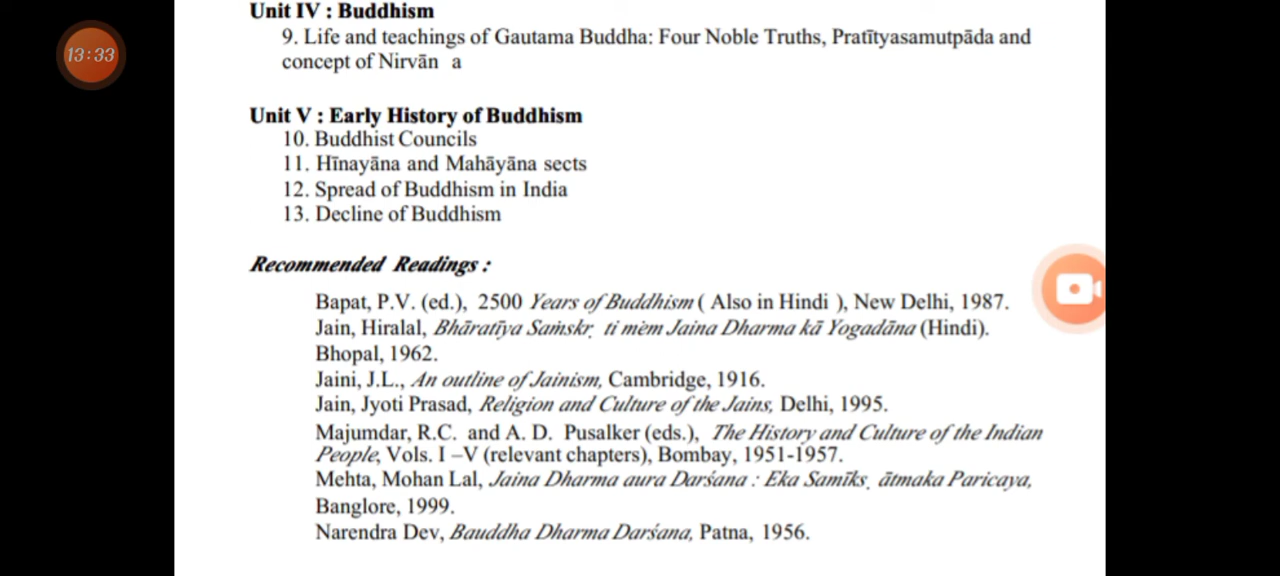 Unit IV : Buddhism
13:33
9. Life and teachings of Gautama Buddha: Four Noble Truths, Pratītyasamutpāda and
concept of Nirvān a
Unit V : Early History of Buddhism
10. Buddhist Councils
11. Hīnayāna and Mahāyāna sects
12. Spread of Buddhism in India
13. Decline of Buddhism
Recommended Readings :
Bapat, P.V. (ed.), 2500 Years of Buddhism ( Also in Hindi ), New Delhi, 1987.
Jain, Hiralal, Bhāratīya Saṁskr̥ ti mèm Jaina Dharma kā Yogadāna (Hindi).
Bhopal, 1962.
Jaini, J.L., An outline of Jainism, Cambridge, 1916.
Jain, Jyoti Prasad, Religion and Culture of the Jains, Delhi, 1995.
Majumdar, R.C. and A. D. Pusalker (eds.), The History and Culture of the Indian
People, Vols. I –V (relevant chapters), Bombay, 1951-1957.
Mehta, Mohan Lal, Jaina Dharma aura Darśana : Eka Samīkṣ ātmaka Paricaya,
Banglore, 1999.
Narendra Dev, Bauddha Dharma Darśana, Patna, 1956.